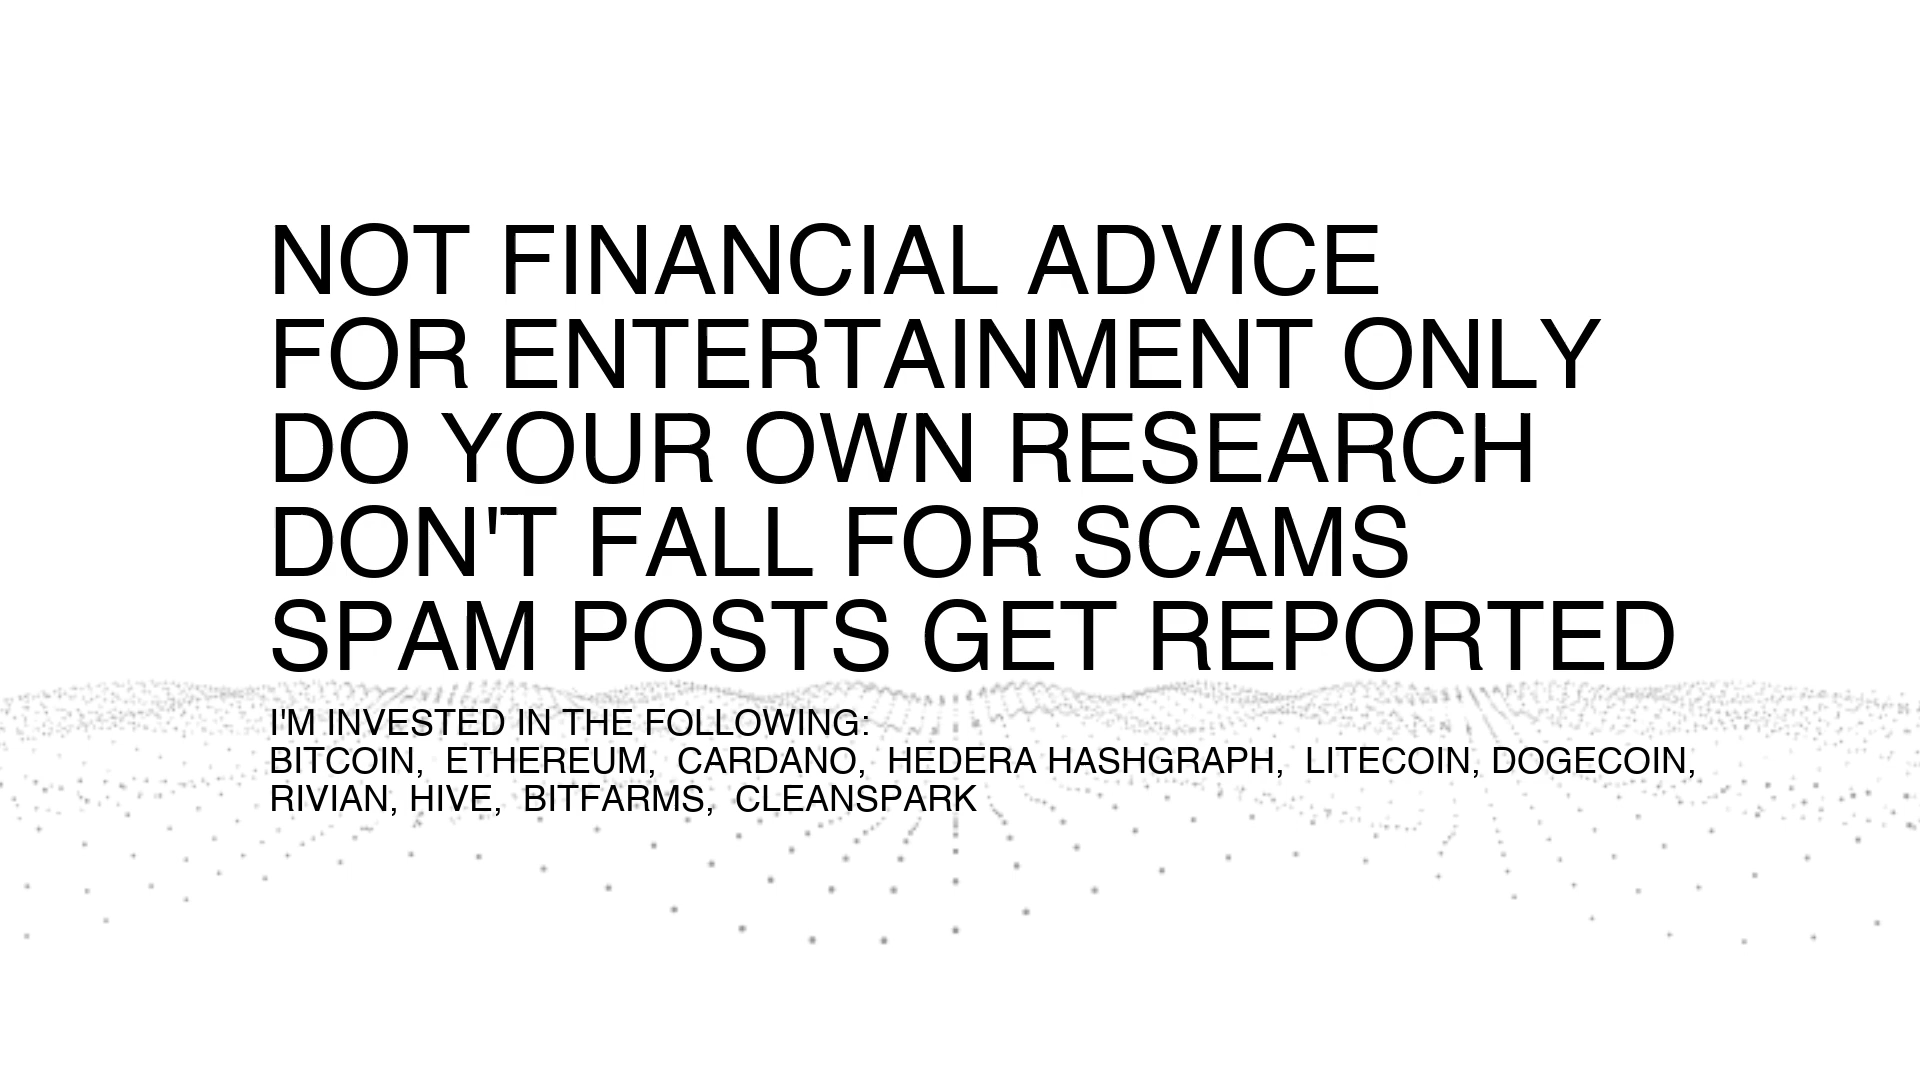 NOT FINANCIAL ADVICE
FOR ENTERTAINMENT ONLY
DO YOUR OWN RESEARCH
DON'T FALL FOR SCAMS
SPAM POSTS GET REPORTED
I'M INVESTED IN THE FOLLOWING:
BITCOIN, ETHEREUM, CARDANO, HEDERA HASHGRAPH, LITECOIN, DOGECOIN,
RIVIAN, HIVE, BITFARMS, CLEANSPARK